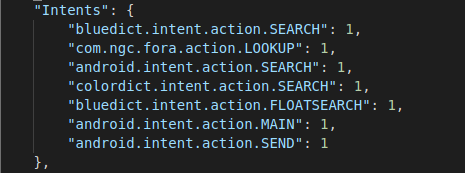 "Intents": {
"bluedict.intent.action.SEARCH": 1,
"com.ngc.fora.action.LOOKUP": 1,
"android.intent.action.SEARCH": 1,
"colordict.intent.action.SEARCH": 1,
"bluedict.intent.action.FLOATSEARCH": 1,
"android.intent.action.MAIN": 1,
"android.intent.action.SEND": 1
},